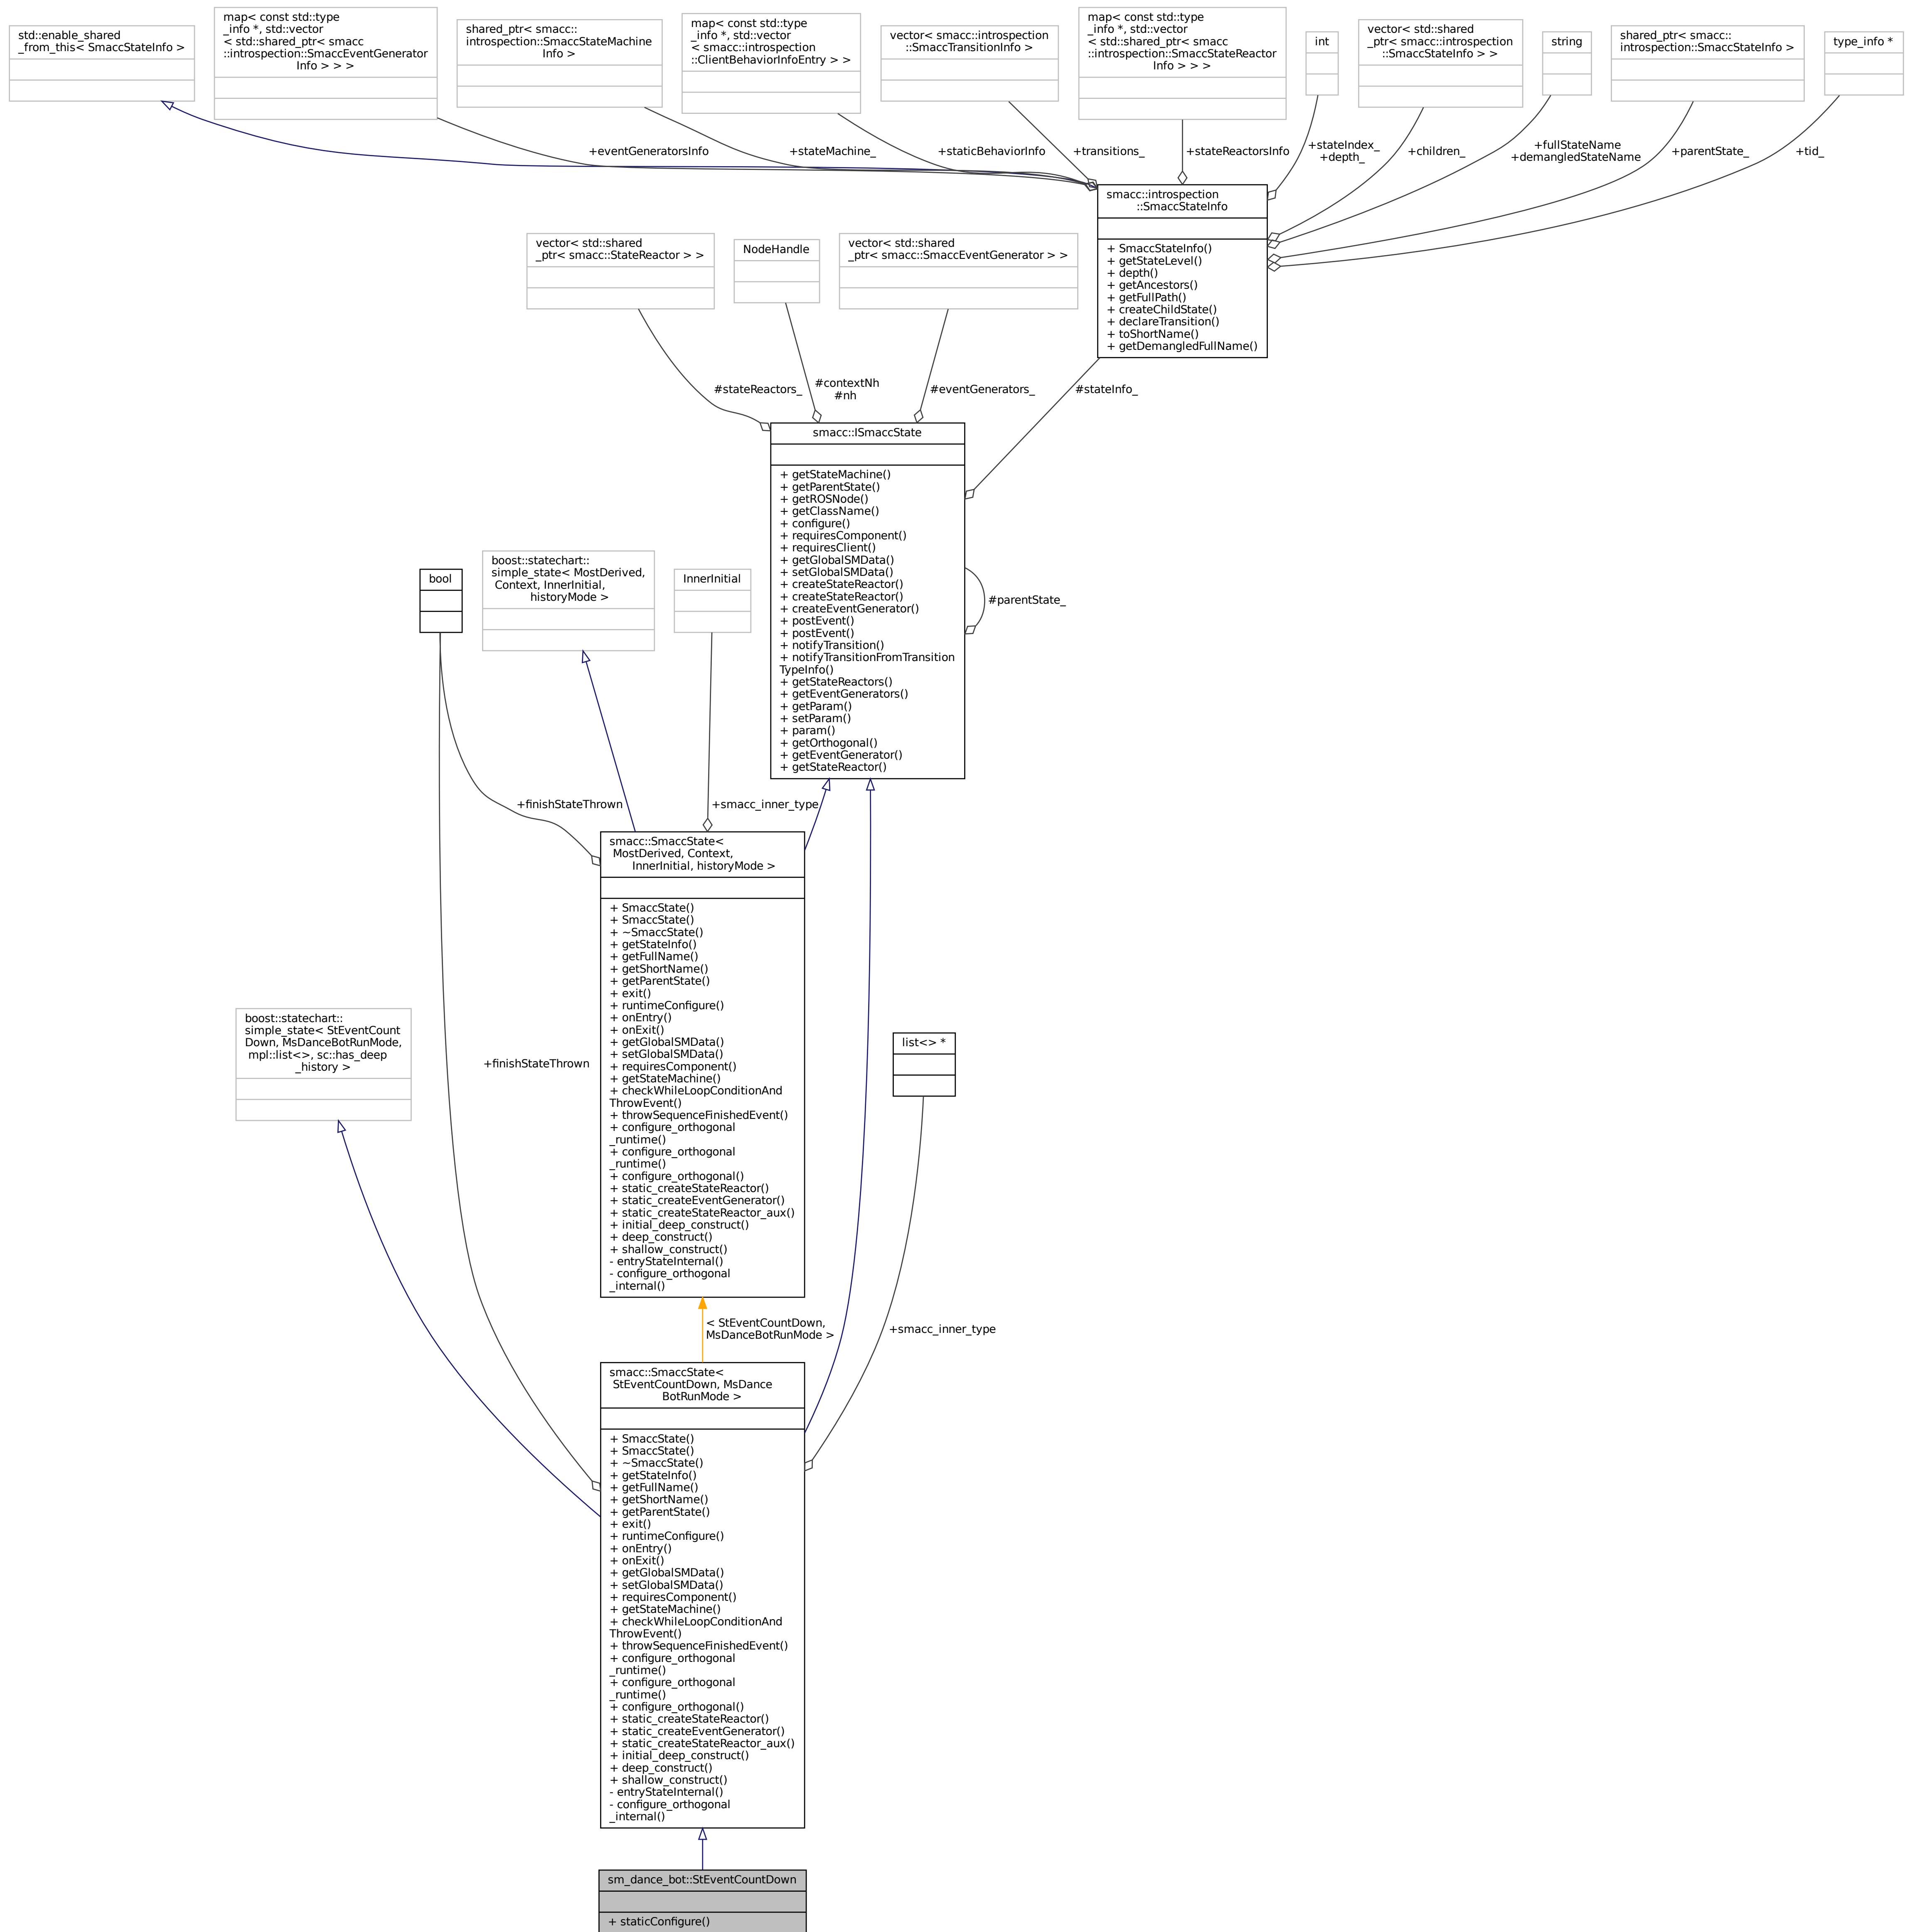 std::enable_shared
_from_this< SmaccStateInfo >
map< const std::type
_info *, std::vector
< std::shared_ptr< smacc
::introspection::SmaccEventGenerator
Info > > >
shared_ptr< smacc::
introspection::SmaccStateMachine
Info >
map< const std::type
_info *, std::vector
< smacc::introspection
::ClientBehaviorInfoEntry > >
vector< smacc::introspection
::SmaccTransitionInfo >
map< const std::type
_info *, std::vector
< std::shared_ptr< smacc
::introspection::SmaccStateReactor
Info > > >
int
vector< std::shared
_ptr< smacc::introspection
::SmaccStateInfo > >
string
shared_ptr< smacc::
introspection::SmaccStateInfo >
type_info *
+eventGeneratorsInfo
+stateMachine_
+staticBehaviorInfo
+transitions_
+stateReactorsInfo
+stateIndex_
+depth_
+children_
+fullStateName
+demangledStateName
+parentState_
+tid_
smacc::introspection
::SmaccStateInfo
+ SmaccStateInfo()
+ getStateLevel()
+ depth()
+ getAncestors()
+ getFullPath()
+ createChildState()
+ declareTransition()
+ toShortName()
+ getDemangledFullName()
vector< std::shared
_ptr< smacc::StateReactor > >
NodeHandle
vector< std::shared
_ptr< smacc::SmaccEventGenerator > >
#stateReactors_
#contextNh
#nh
#eventGenerators_
#stateInfo_
smacc::ISmaccState
+ getStateMachine()
+ getParentState()
+ getROSNode()
+ getClassName()
+ configure()
+ requiresComponent()
+ requiresClient()
+ getGlobalSMData()
+ setGlobalSMData()
+ createStateReactor()
+ createStateReactor()
+ createEventGenerator()
+ postEvent()
+ postEvent()
+ notifyTransition()
+ notifyTransitionFromTransition
TypeInfo()
+ getStateReactors()
+ getEventGenerators()
+ getParam()
+ setParam()
+ param()
+ getOrthogonal()
+ getEventGenerator()
+ getStateReactor()
#parentState_
bool
boost::statechart::
simple_state< MostDerived,
Context, InnerInitial,
historyMode >
InnerInitial
+finishStateThrown
+smacc_inner_type
smacc::SmaccState<
MostDerived, Context,
InnerInitial, historyMode >
+ SmaccState()
+ SmaccState()
+ ~SmaccState()
+ getStateInfo()
+ getFullName()
+ getShortName()
+ getParentState()
+ exit()
+ runtimeConfigure()
+ onEntry()
+ onExit()
+ getGlobalSMData()
+ setGlobalSMData()
+ requiresComponent()
+ getStateMachine()
+ checkWhileLoopConditionAnd
ThrowEvent()
+ throwSequenceFinishedEvent()
+ configure_orthogonal
_runtime()
+ configure_orthogonal
_runtime()
+ configure_orthogonal()
+ static_createStateReactor()
+ static_createEventGenerator()
+ static_createStateReactor_aux()
+ initial_deep_construct()
+ deep_construct()
+ shallow_construct()
- entryStateInternal()
- configure_orthogonal
_internal()
boost::statechart::
simple_state< StEventCount
Down, MsDanceBotRunMode,
mpl::list<>, sc::has_deep
_history >
+finishStateThrown
list<> *
< StEventCountDown,
MsDanceBotRunMode >
+smacc_inner_type
smacc::SmaccState<
StEventCountDown, MsDance
BotRunMode >
+ SmaccState()
+ SmaccState()
+ ~SmaccState()
+ getStateInfo()
+ getFullName()
+ getShortName()
+ getParentState()
+ exit()
+ runtimeConfigure()
+ onEntry()
+ onExit()
+ getGlobalSMData()
+ setGlobalSMData()
+ requiresComponent()
+ getStateMachine()
+ checkWhileLoopConditionAnd
ThrowEvent()
+ throwSequenceFinishedEvent()
+ configure_orthogonal
_runtime()
+ configure_orthogonal
_runtime()
+ configure_orthogonal()
+ static_createStateReactor()
+ static_createEventGenerator()
+ static_createStateReactor_aux()
+ initial_deep_construct()
+ deep_construct()
+ shallow_construct()
- entryStateInternal()
- configure_orthogonal
_internal()
sm_dance_bot::StEventCountDown
+ staticConfigure()